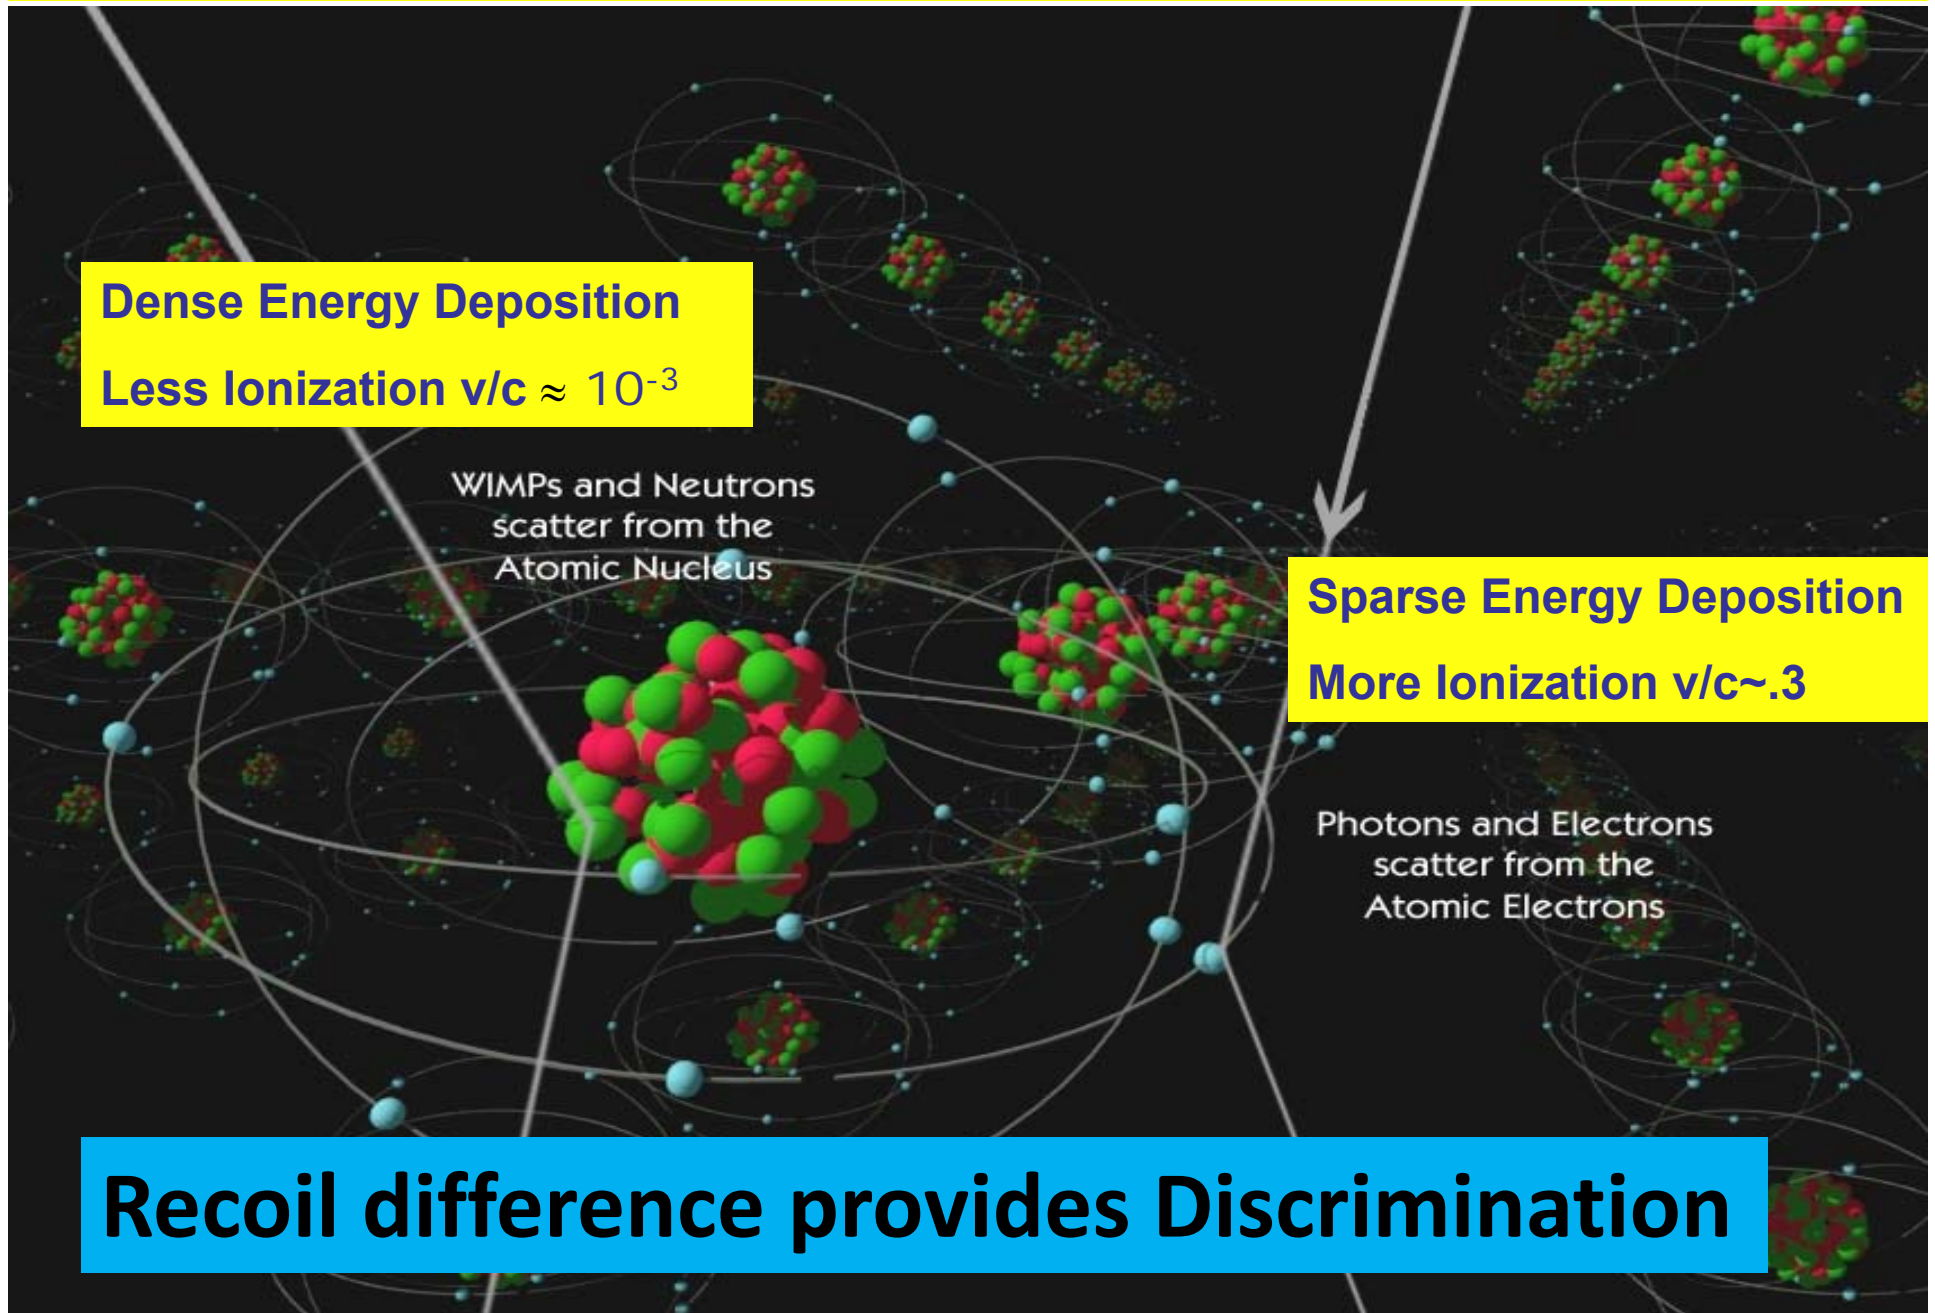 Dense Energy Deposition
Less Ionization v/c ≈ 10⁻³
WIMPs and Neutrons
scatter from the
Atomic Nucleus
Sparse Energy Deposition
More Ionization v/c~.3
Photons and Electrons
scatter from the
Atomic Electrons
Recoil difference provides Discrimination